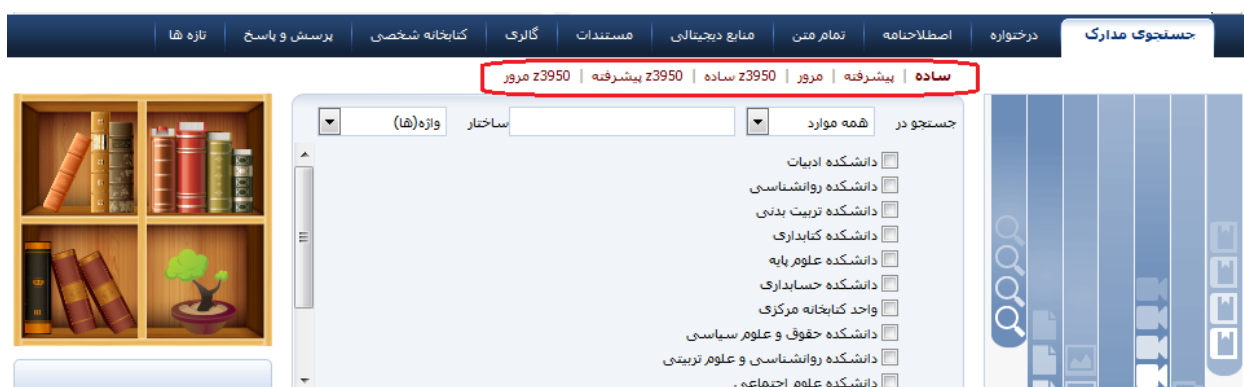 جستجوی مدارک درختواره اصطلاحنامه تمام متن منابع دیجیتالی مستندات گالری کتابخانه شخصی پرسش و پاسخ تازه ها
ساده | پیشرفته | مرور | z3950 ساده | z3950 پیشرفته | z3950 مرور
جستجو در همه موارد ساختار واژه(ها)
دانشکده ادبیات
دانشکده روانشناسی
دانشکده تربیت بدنی
دانشکده کتابداری
دانشکده علوم پایه
دانشکده حسابداری
واحد کتابخانه مرکزی
دانشکده حقوق و علوم سیاسی
دانشکده روانشناسی و علوم تربیتی
دانشکده علوم اجتماعی